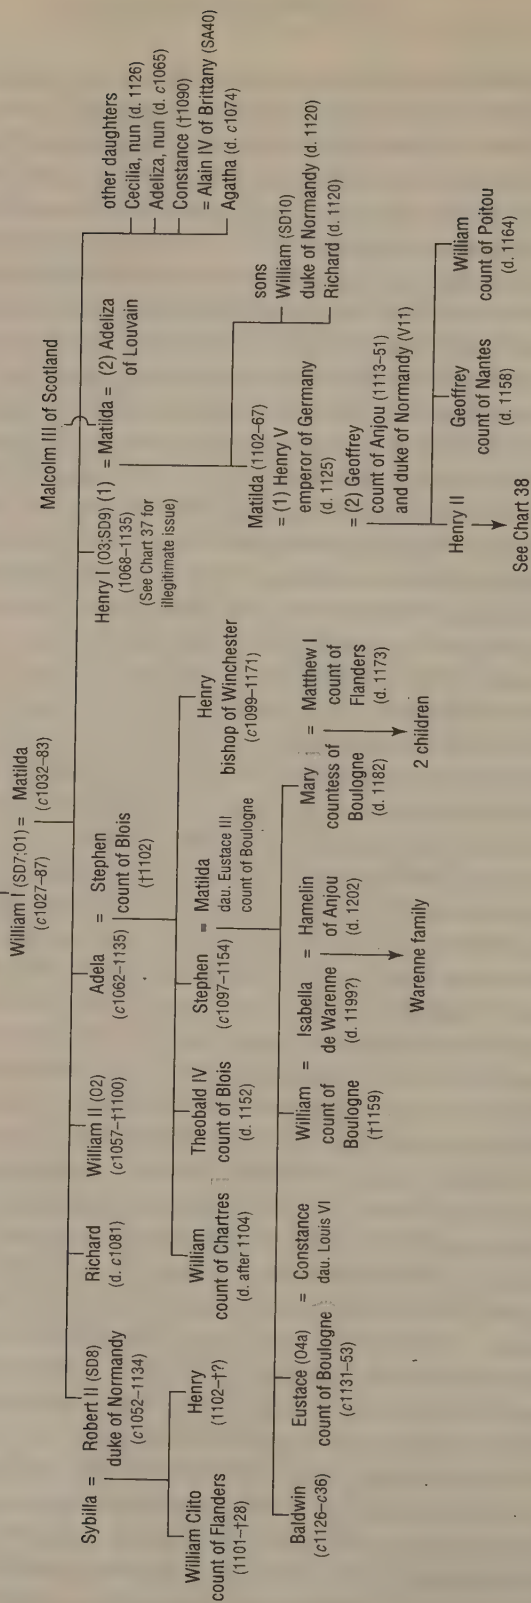 William I (SD7;O1) = Matilda
(c1027–87)
(c1032–83)
Malcolm III of Scotland
Sybilla =
Robert II (SD8)
duke of Normandy
(c1052–1134)
Richard
(d. c1081)
William II (O2)
(c1057–†1100)
Adela
(c1062–1135)
=
Stephen
count of Blois
(†1102)
Henry I (O3;SD9) (1)
(1068–1135)
(See Chart 37 for
illegitimate issue)
= Matilda =
(2) Adeliza
of Louvain
other daughters
Cecilia, nun (d. 1126)
Adeliza, nun (d. c1065)
Constance (†1090)
= Alain IV of Brittany (SA40)
Agatha (d. c1074)
William Clito
count of Flanders
(1101–†28)
Henry
(1102–†?)
William
count of Chartres
(d. after 1104)
Theobald IV
count of Blois
(d. 1152)
Stephen
(c1097–1154)
=
Matilda
dau. Eustace III
count of Boulogne
Henry
bishop of Winchester
(c1099–1171)
Matilda (1102–67)
= (1) Henry V
emperor of Germany
(d. 1125)
= (2) Geoffrey
count of Anjou (1113–51)
and duke of Normandy (V11)
sons
William (SD10)
duke of Normandy (d. 1120)
Richard (d. 1120)
Baldwin
(c1126–c36)
Eustace (O4a)
count of Boulogne
(c1131–53)
=
Constance
dau. Louis VI
William
count of
Boulogne
(†1159)
=
Isabella
de Warenne
(d. 1199?)
=
Hamelin
of Anjou
(d. 1202)
Warenne family
Mary
countess of
Boulogne
(d. 1182)
=
Matthew I
count of
Flanders
(d. 1173)
2 children
Henry II
See Chart 38
Geoffrey
count of Nantes
(d. 1158)
William
count of Poitou
(d. 1164)